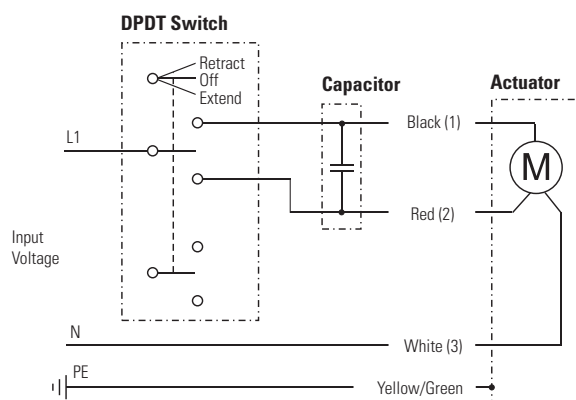 DPDT Switch
Retract
Off
Extend
Capacitor
Actuator
L1
Black (1)
M
Red (2)
Input
Voltage
N
White (3)
PE
Yellow/Green